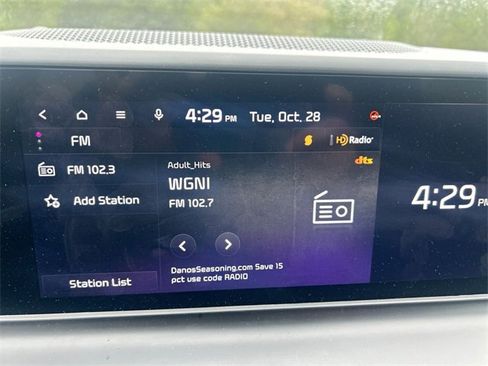 4:29 PM Tue, Oct. 28
FM HD Radio
dts
FM 102.3
Add Station
Station List
Adult_Hits
WGNI
FM 102.7
DanosSeasoning.com Save 15
pct use code RADIO
4:29 PM